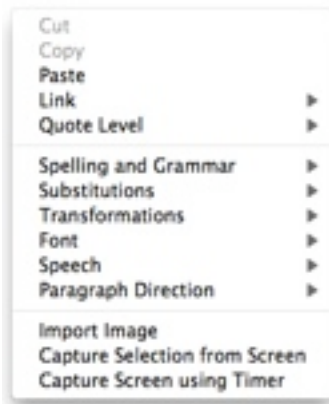 Cut
Copy
Paste
Link
Quote Level
Spelling and Grammar
Substitutions
Transformations
Font
Speech
Paragraph Direction
Import Image
Capture Selection from Screen
Capture Screen using Timer